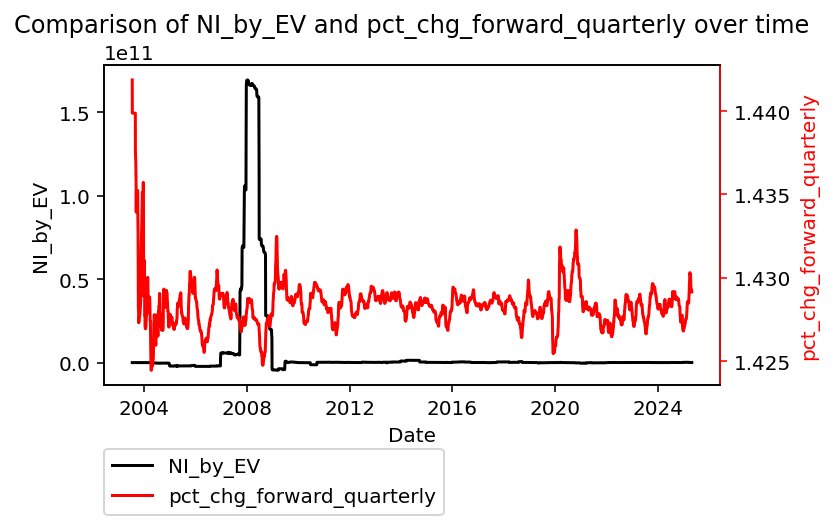 Comparison of NI_by_EV and pct_chg_forward_quarterly over time
1e11
1.5
1.0
0.5
0.0
NI_by_EV
1.440
1.435
1.430
1.425
pct_chg_forward_quarterly
2004 2008 2012 2016 2020 2024
Date
NI_by_EV
pct_chg_forward_quarterly